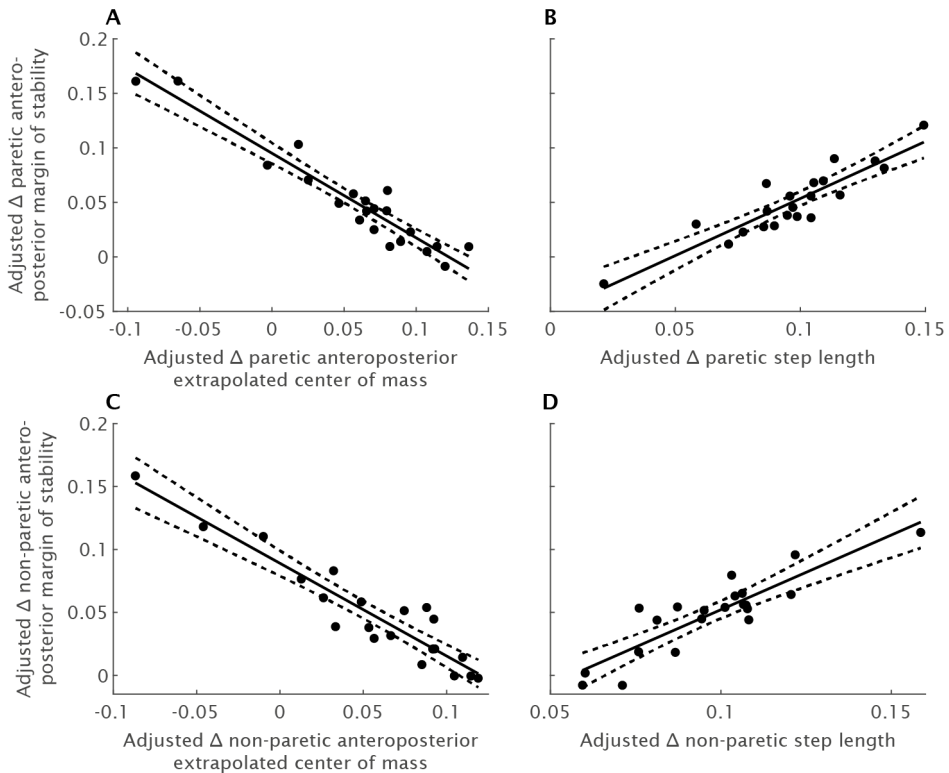 A
B
0.2
0.15
0.1
0.05
0
-0.05
Adjusted Δ paretic antero-
posterior margin of stability
-0.1
-0.05
0
0.05
0.1
0.15
0
0.05
0.1
0.15
Adjusted Δ paretic anteroposterior
extrapolated center of mass
Adjusted Δ paretic step length
C
D
0.2
0.15
0.1
0.05
0
Adjusted Δ non-paretic antero-
posterior margin of stability
-0.1
-0.05
0
0.05
0.1
0.05
0.1
0.15
Adjusted Δ non-paretic anteroposterior
extrapolated center of mass
Adjusted Δ non-paretic step length